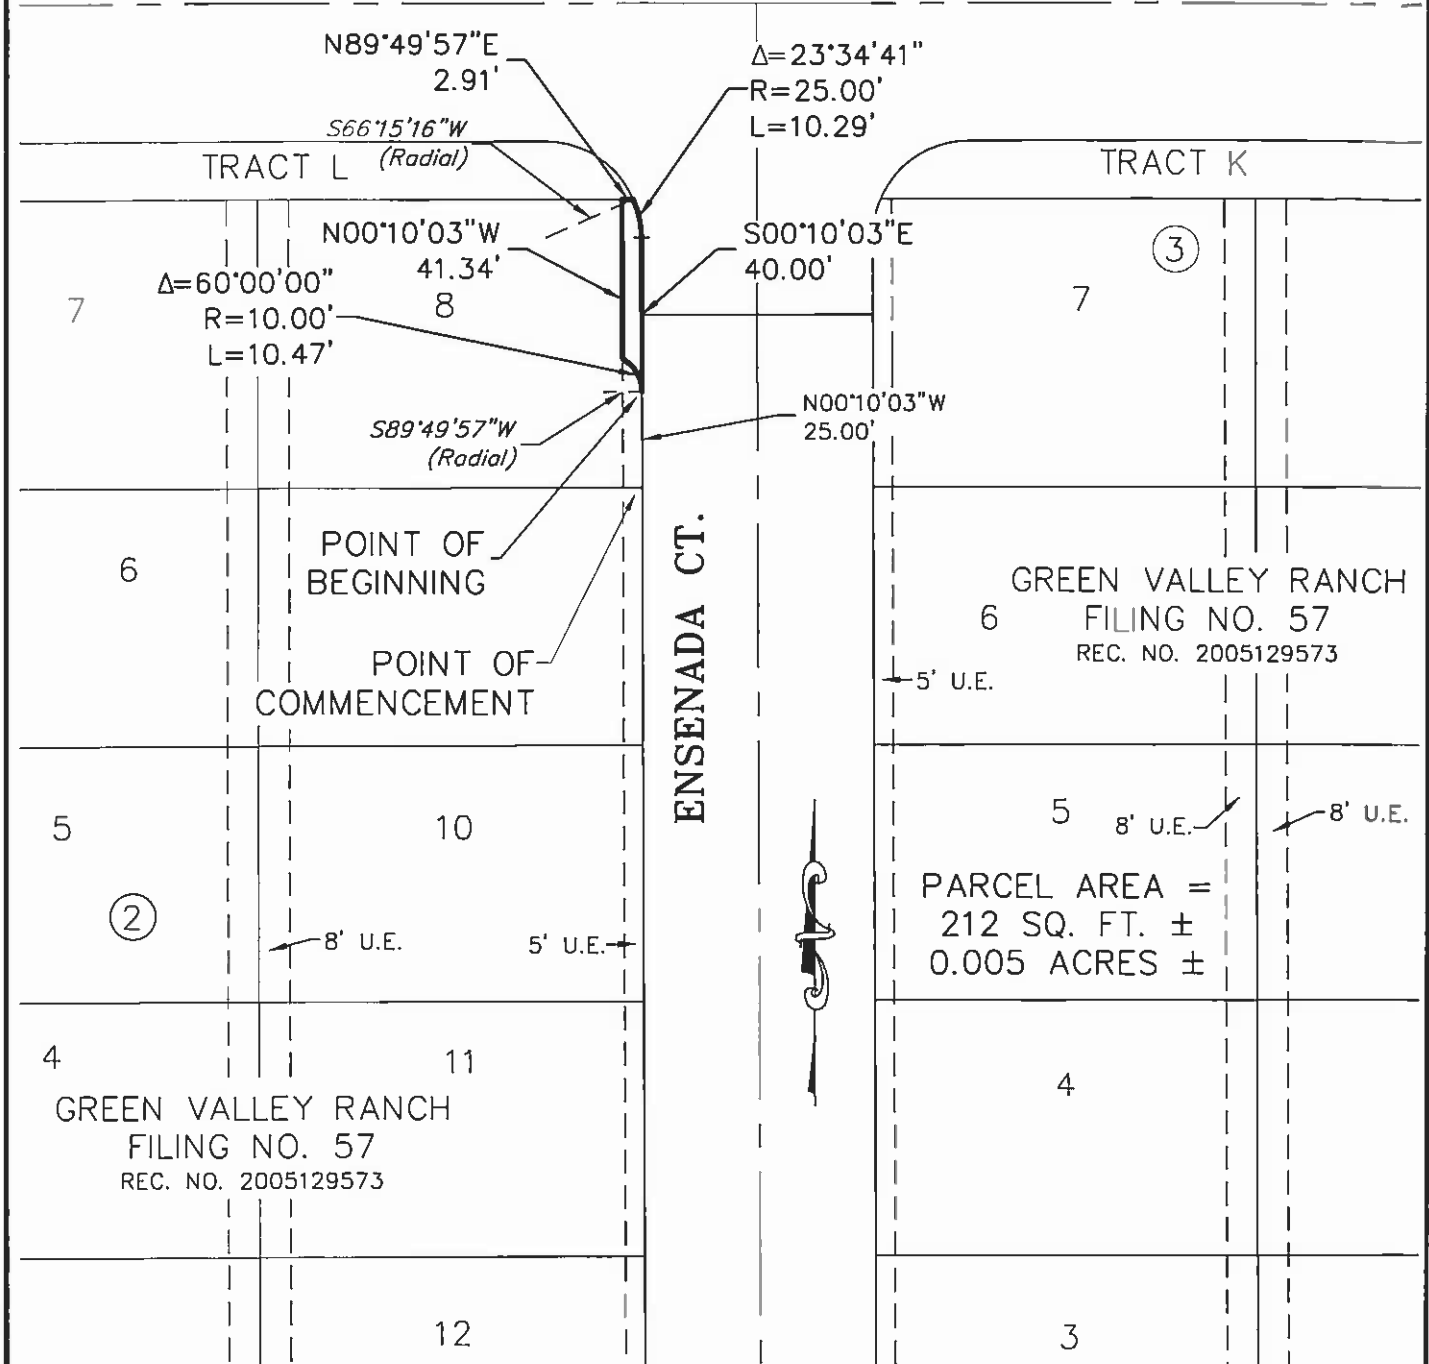 N89°49'57"E
2.91'
Δ=23°34'41"
R=25.00'
L=10.29'
S66°15'16"W
(Radial)
TRACT L
TRACT K
N00°10'03"W
41.34'
S00°10'03"E
40.00'
3
Δ=60°00'00"
R=10.00'
L=10.47'
7
8
7
N00°10'03"W
25.00'
S89°49'57"W
(Radial)
POINT OF
BEGINNING
6
POINT OF
COMMENCEMENT
ENSENADA CT.
GREEN VALLEY RANCH
6
FILING NO. 57
REC. NO. 2005129573
5' U.E.
5
10
5
8' U.E.
8' U.E.
2
8' U.E.
5' U.E.
PARCEL AREA =
212 SQ. FT. ±
0.005 ACRES ±
4
11
4
GREEN VALLEY RANCH
FILING NO. 57
REC. NO. 2005129573
12
3